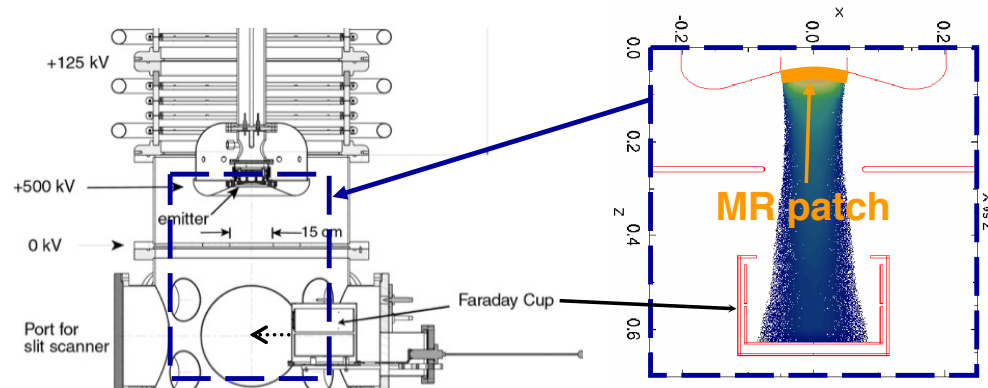 +125 kV
+500 kV
emitter
15 cm
0 kV
Port for
slit scanner
Faraday Cup
X
-0.2
0.0
0.2
0.0
0.2
Z
0.4
0.6
MR patch
X vs Z